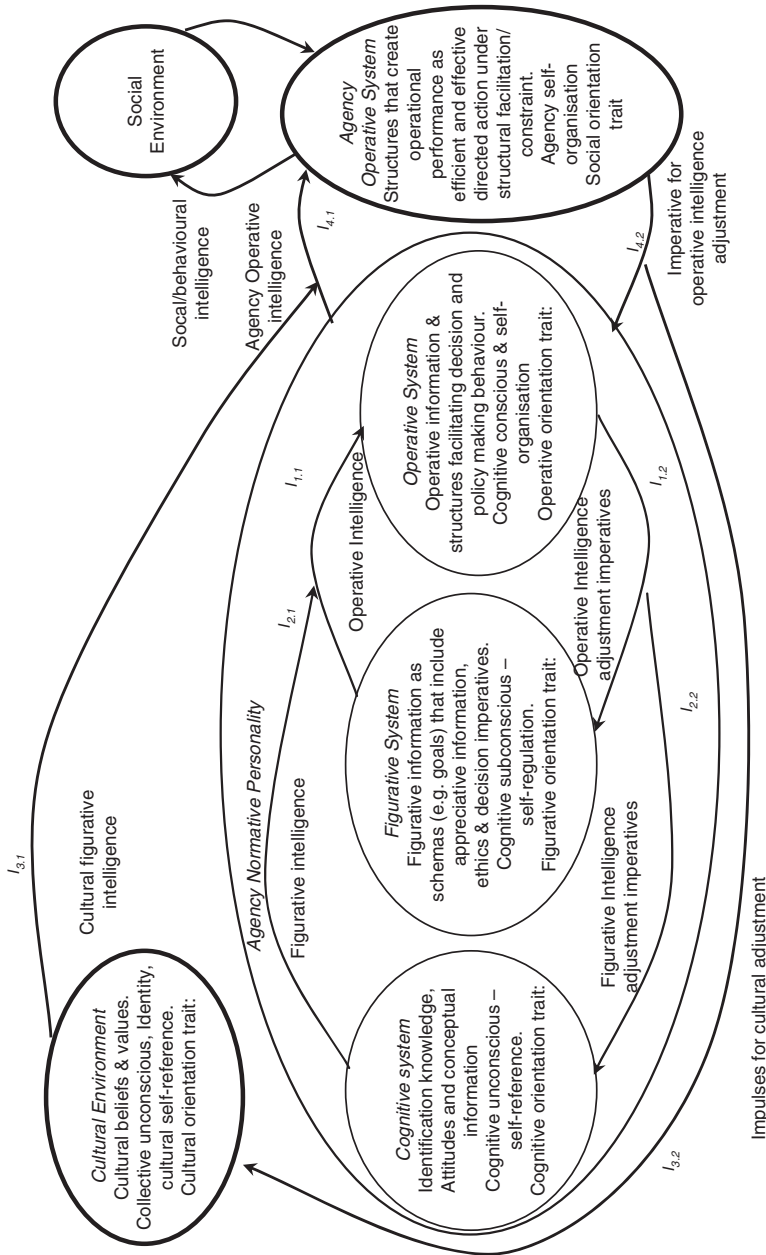 Cultural Environment
Cultural beliefs & values.
Collective unconscious, Identity,
cultural self-reference.
Cultural orientation trait:
I3.1
Cultural figurative
intelligence
Socal/behavioural
intelligence
Agency Operative
intelligence
Social
Environment
Agency
Operative System
Structures that create
operational
performance as
efficient and effective
directed action under
structural facilitation/
constraint.
Agency self-
organisation
Social orientation
trait
I4.1
I4.2
Imperative for
operative intelligence
adjustment
Agency Normative Personality
Figurative intelligence
I2.1
I1.1
Operative Intelligence
Cognitive system
Identification knowledge,
Attitudes and conceptual
information
Cognitive unconscious –
self-reference.
Cognitive orientation trait:
Figurative System
Figurative information as
schemas (e.g. goals) that include
appreciative information,
ethics & decision imperatives.
Cognitive subconscious –
self-regulation.
Figurative orientation trait:
Operative System
Operative information &
structures facilitating decision and
policy making behaviour.
Cognitive conscious & self-
organisation
Operative orientation trait:
Figurative Intelligence
adjustment imperatives
Operative Intelligence
adjustment imperatives
I1.2
I2.2
I3.2
Impulses for cultural adjustment